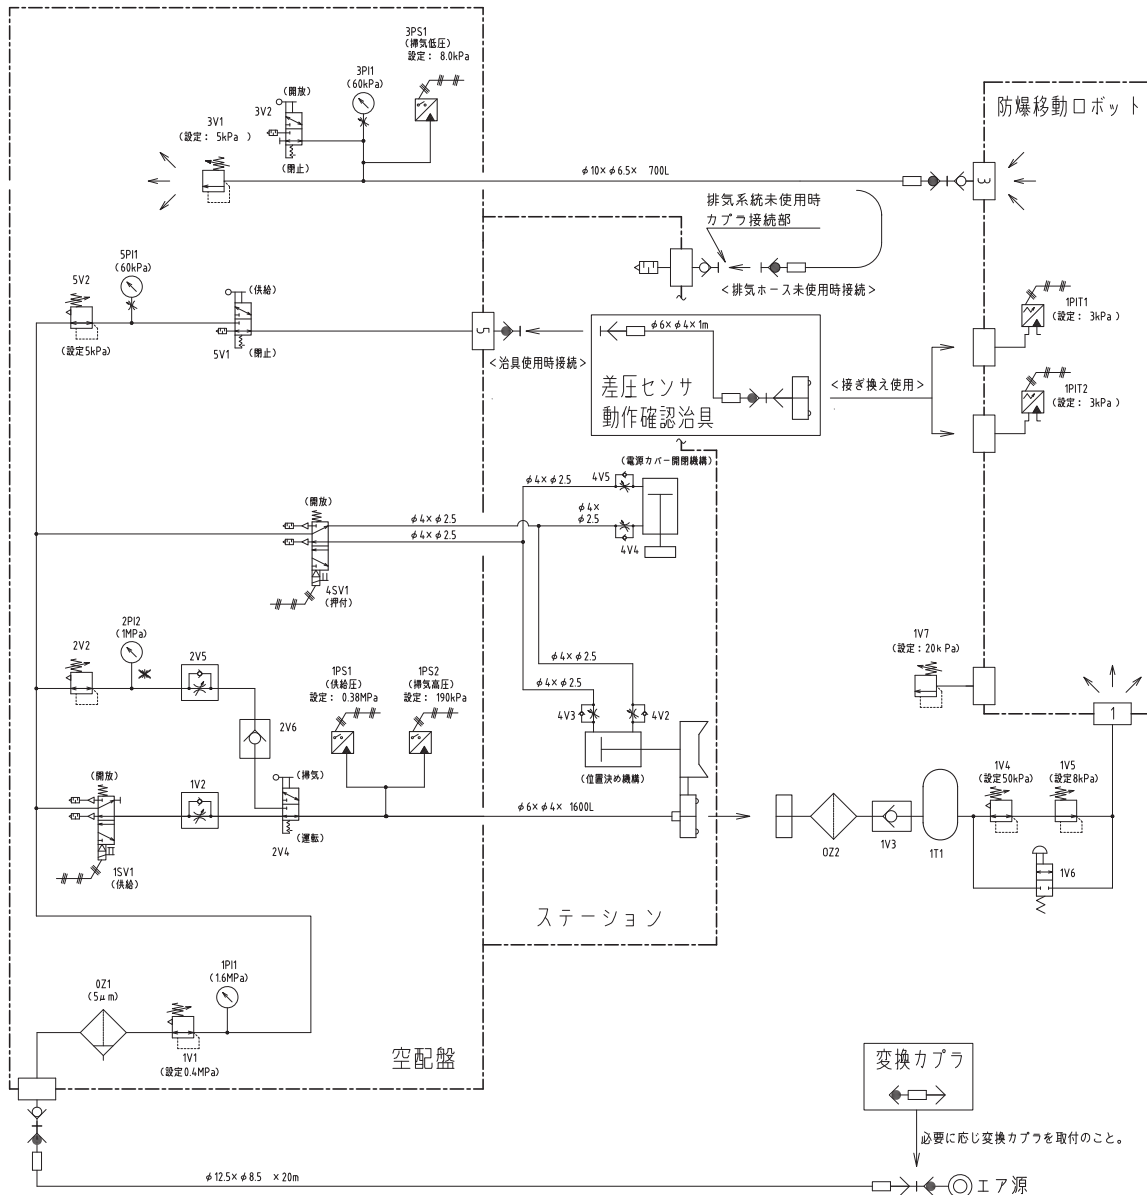 3PS1
(掃気低圧)
設定： 8.0kPa
3PI1
(60kPa)
(開放)
3V2
(閉止)
3V1
(設定： 5kPa )
防爆移動ロボット
φ10×φ6.5× 700L
3
排気系統未使用時
カプラ接続部
＜排気ホース未使用時接続＞
5PI1
(60kPa)
5V2
(設定5kPa)
(供給)
5V1
(閉止)
5
＜治具使用時接続＞
φ6×φ4×1m
差圧センサ
動作確認治具
＜接ぎ換え使用＞
1PIT1
(設定： 3kPa )
1PIT2
(設定： 3kPa )
(電源カバー開閉機構)
φ4×φ2.5
4V5
φ4×
φ2.5
4V4
(開放)
φ4×φ2.5
φ4×φ2.5
4SV1
(押付)
2PI2
(1MPa)
2V2
2V5
1PS1
(供給圧)
設定： 0.38MPa
1PS2
(掃気高圧)
設定： 190kPa
φ4×φ2.5
φ4×φ2.5
4V3
4V2
(位置決め機構)
1V7
(設定：20k Pa)
1
2V6
(開放)
1V2
(掃気)
(運転)
2V4
φ6×φ4× 1600L
1SV1
(供給)
0Z2
1V3
1T1
1V4
(設定50kPa)
1V5
(設定8kPa)
1V6
ステーション
1PI1
(1.6MPa)
0Z1
(5μm)
1V1
(設定0.4MPa)
空配盤
変換カプラ
必要に応じ変換カプラを取付のこと。
φ12.5×φ8.5 ×20m
エア源